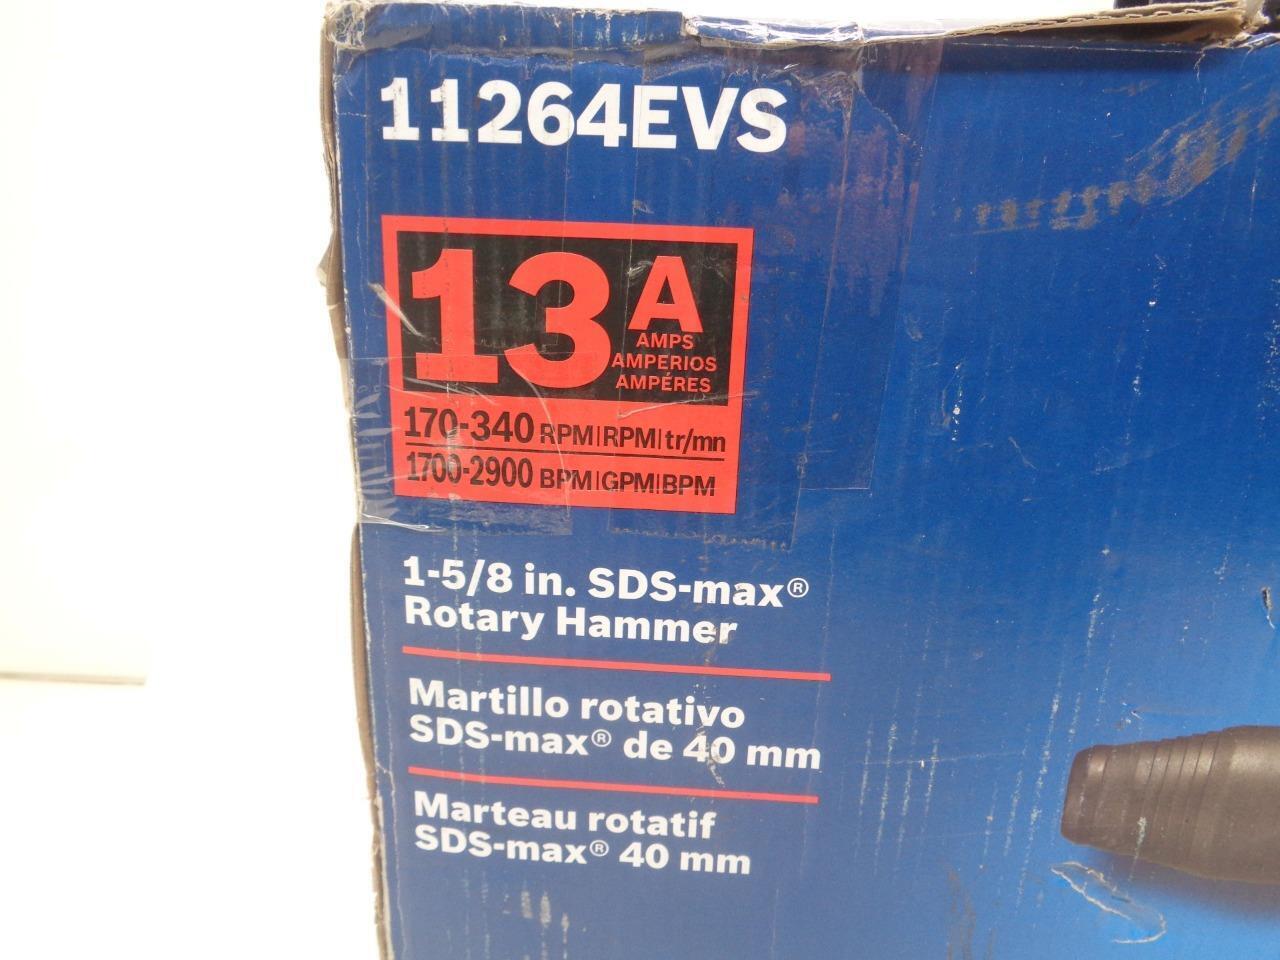 11264EVS
13 A
AMPS
AMPERIOS
AMPÉRES
170-340 RPM|RPM|tr/mn
1700-2900 BPM|GPM|BPM
1-5/8 in. SDS-max®
Rotary Hammer
Martillo rotativo
SDS-max® de 40 mm
Marteau rotatif
SDS-max® 40 mm